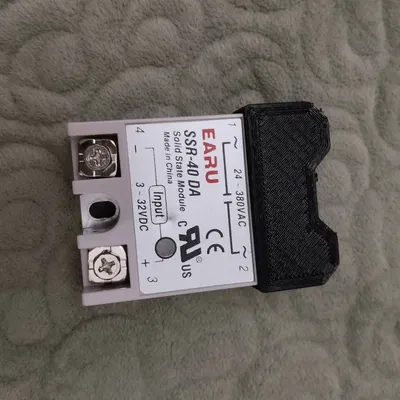 1 ~ 24~380VAC ~ 2
EARU
SSR-40 DA
Solid State Module
Made in China
CE
c RU US
®
Input
4 - 3~32VDC + 3